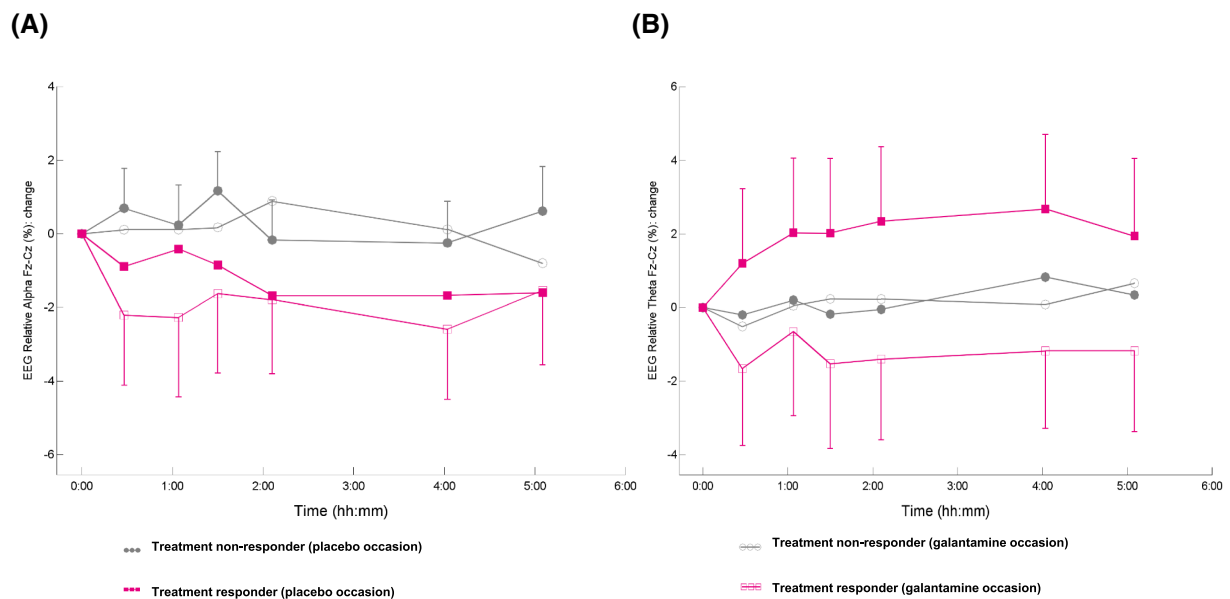 (A)
(B)
EEG Relative Alpha Fz-Cz (%): change
4
2
0
-2
-4
-6
0:00 1:00 2:00 3:00 4:00 5:00 6:00
Time (hh:mm)
EEG Relative Theta Fz-Cz (%): change
6
4
2
0
-2
-4
0:00 1:00 2:00 3:00 4:00 5:00 6:00
Time (hh:mm)
Treatment non-responder (placebo occasion)
Treatment responder (placebo occasion)
Treatment non-responder (galantamine occasion)
Treatment responder (galantamine occasion)